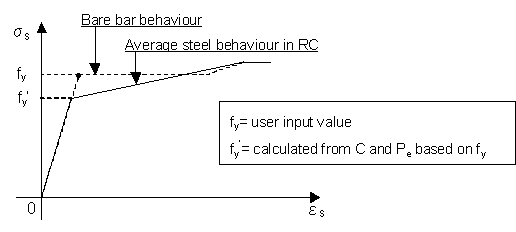 σs
Bare bar behaviour
Average steel behaviour in RC
fy
fy'
fy= user input value
fy'= calculated from C and Pe based on fy
0
εs